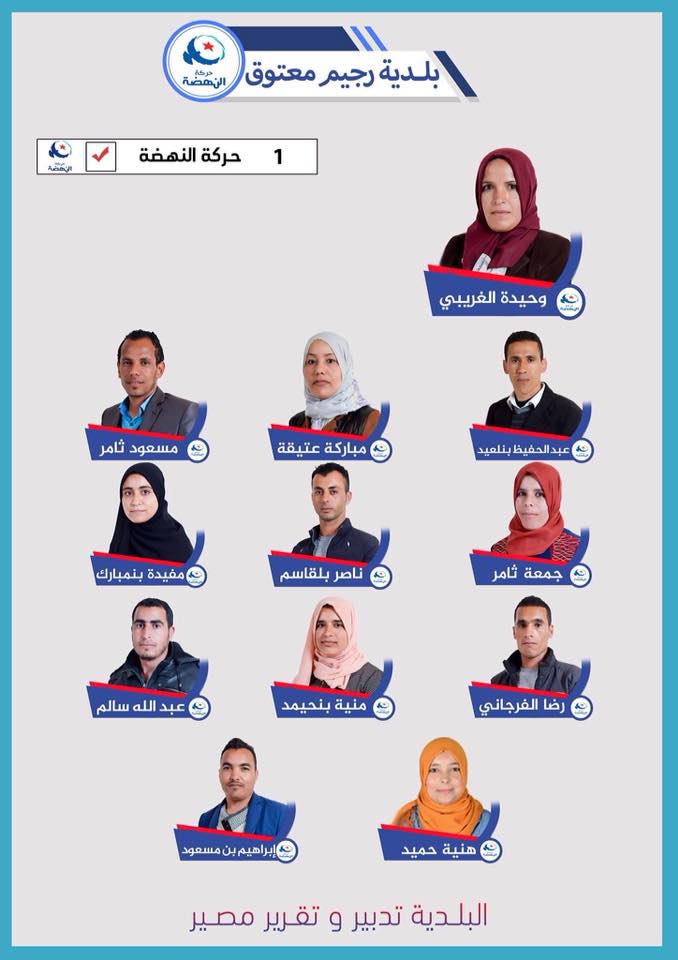 بلدية رجيم معتوق
حركة
النهضة
1 حركة النهضة
حركة
النهضة
وحيدة الغريبي
عبد الحفيظ بنلعيد
مباركة عتيقة
مسعود ثامر
جمعة ثامر
ناصر بلقاسم
مفيدة بنمبارك
رضا الفرجاني
منية بنحيمد
عبد الله سالم
هنية حميد
إبراهيم بن مسعود
البلدية تدبير و تقرير مصير